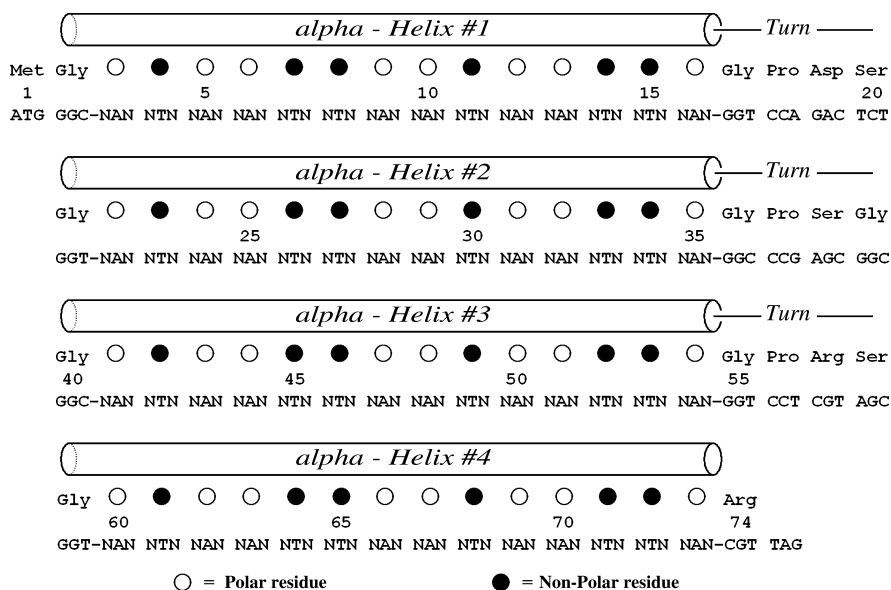 alpha - Helix #1 Turn
Met Gly Gly Pro Asp Ser
1 5 10 15 20
ATG GGC-NAN NTN NAN NAN NTN NTN NAN NAN NTN NAN NAN NTN NTN NAN-GGT CCA GAC TCT
alpha - Helix #2 Turn
Gly Gly Pro Ser Gly
25 30 35
GGT-NAN NTN NAN NAN NTN NTN NAN NAN NTN NAN NAN NTN NTN NAN-GGC CCG AGC GGC
alpha - Helix #3 Turn
Gly Gly Pro Arg Ser
40 45 50 55
GGC-NAN NTN NAN NAN NTN NTN NAN NAN NTN NAN NAN NTN NTN NAN-GGT CCT CGT AGC
alpha - Helix #4
Gly Arg
60 65 70 74
GGT-NAN NTN NAN NAN NTN NTN NAN NAN NTN NAN NAN NTN NTN NAN-CGT TAG
= Polar residue = Non-Polar residue